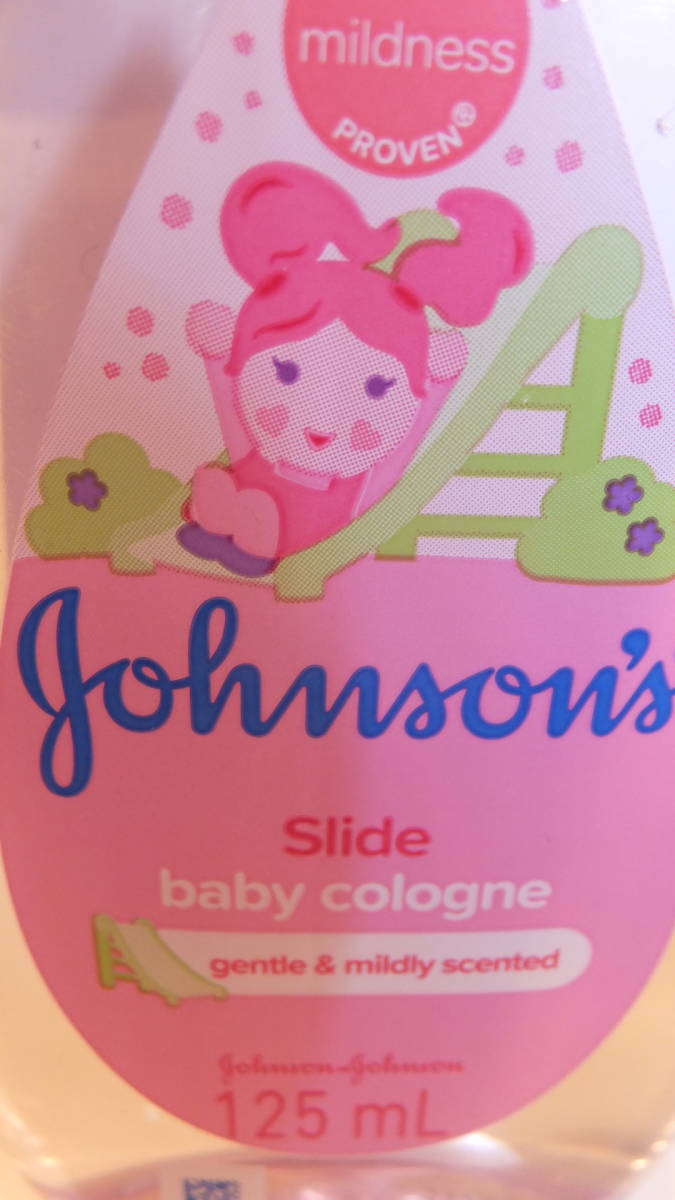 mildness
PROVEN®
Johnson's
Slide
baby cologne
gentle & mildly scented
Johnson-Johnson
125 mL